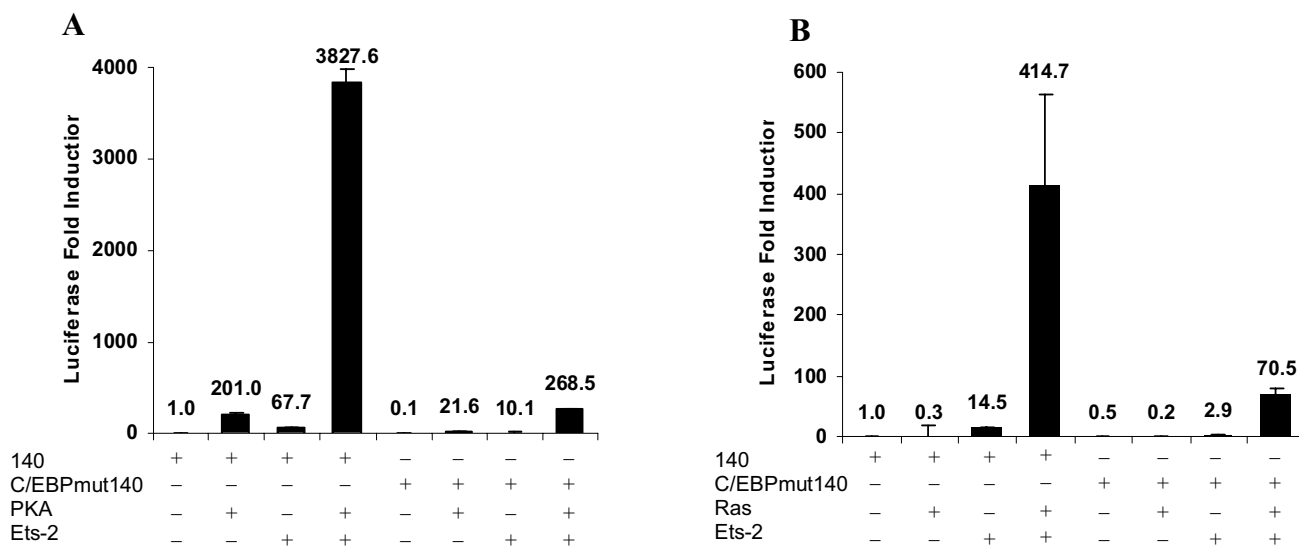 A
Luciferase Fold Inductior
4000
3000
2000
1000
0
1.0
201.0
67.7
3827.6
0.1
21.6
10.1
268.5
140 + + + + – – – –
C/EBPmut140 – – – – + + + +
PKA – + – + – + – +
Ets-2 – – + + – – + +
B
Luciferase Fold Inductior
600
500
400
300
200
100
0
1.0
0.3
14.5
414.7
0.5
0.2
2.9
70.5
140 + + + + – – – –
C/EBPmut140 – – – – + + + +
Ras – + – + – + – +
Ets-2 – – + + – – + +